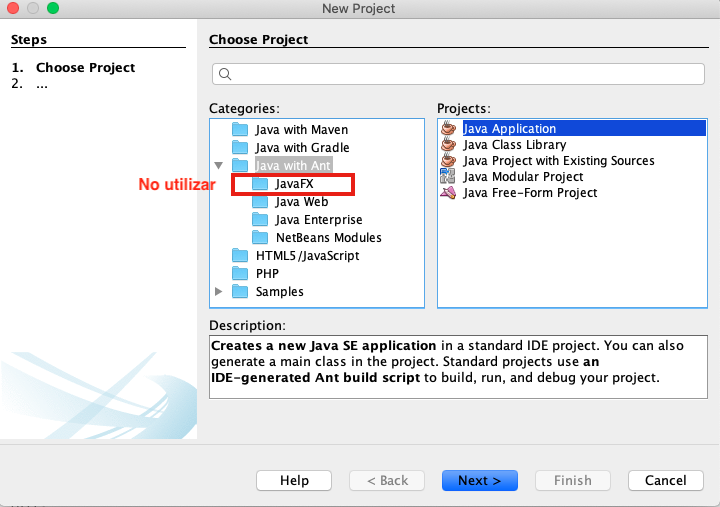 New Project
Steps
1. Choose Project
2. ...
Choose Project
Categories:
Java with Maven
Java with Gradle
Java with Ant
No utilizar
JavaFX
Java Web
Java Enterprise
NetBeans Modules
HTML5/JavaScript
PHP
Samples
Projects:
Java Application
Java Class Library
Java Project with Existing Sources
Java Modular Project
Java Free-Form Project
Description:
Creates a new Java SE application in a standard IDE project. You can also
generate a main class in the project. Standard projects use an
IDE-generated Ant build script to build, run, and debug your project.
Help
< Back
Next >
Finish
Cancel